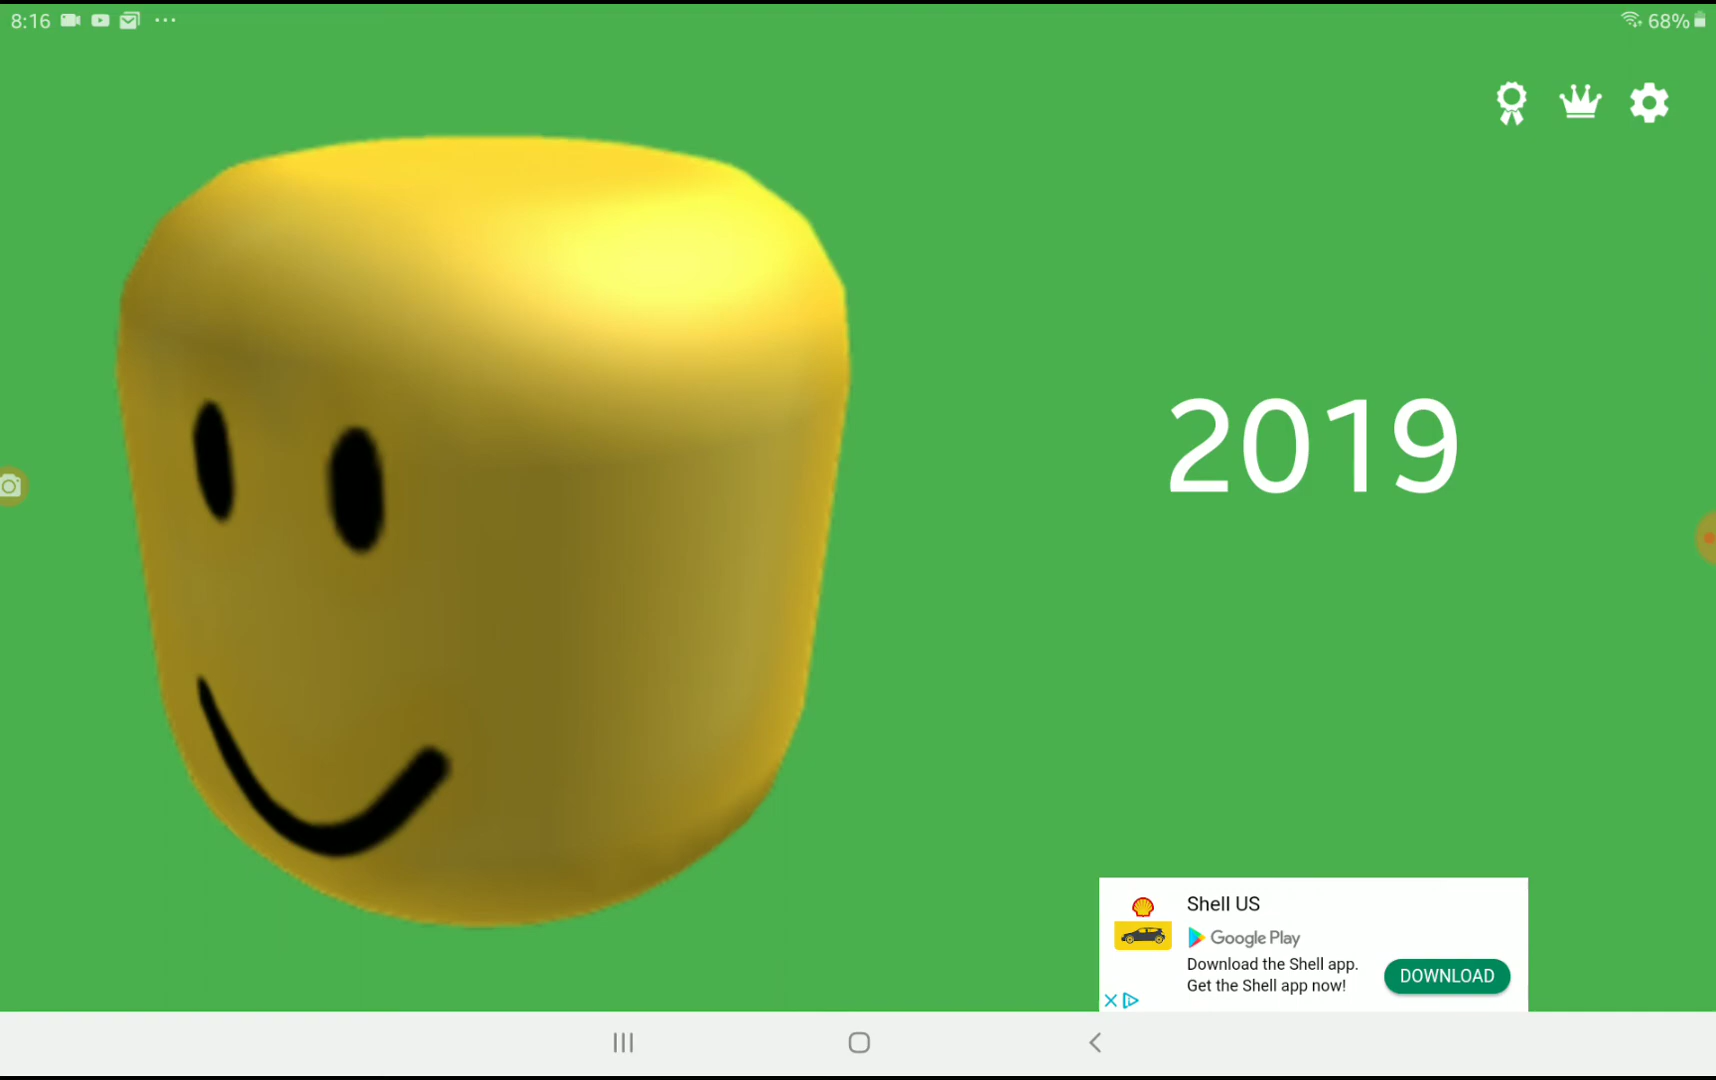 8:16
68%
2019
Shell US
Google Play
Download the Shell app.
Get the Shell app now!
DOWNLOAD